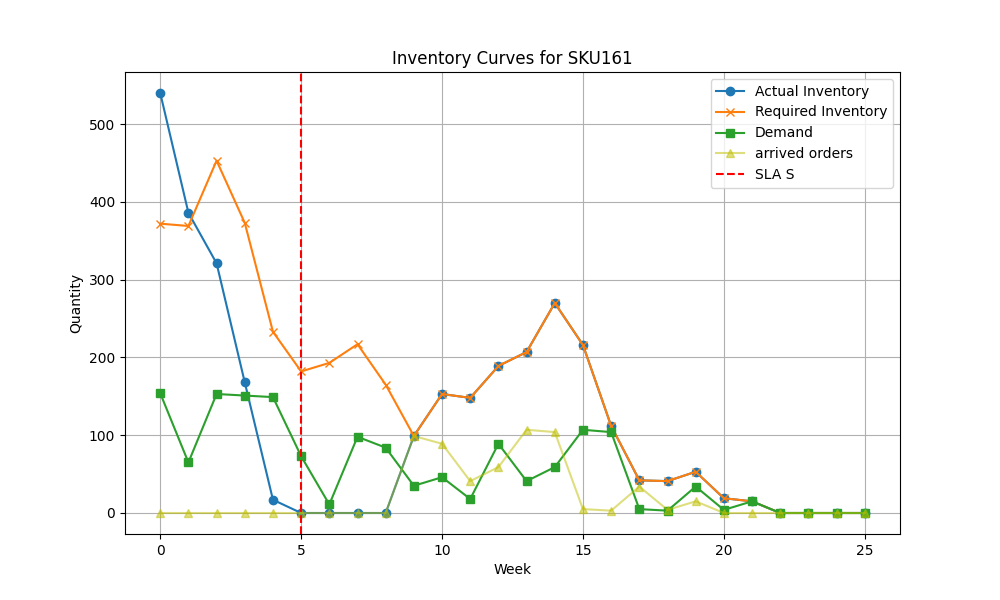 Inventory Curves for SKU161
Actual Inventory
Required Inventory
Demand
arrived orders
SLA S
Quantity
500
400
300
200
100
0
0 5 10 15 20 25
Week